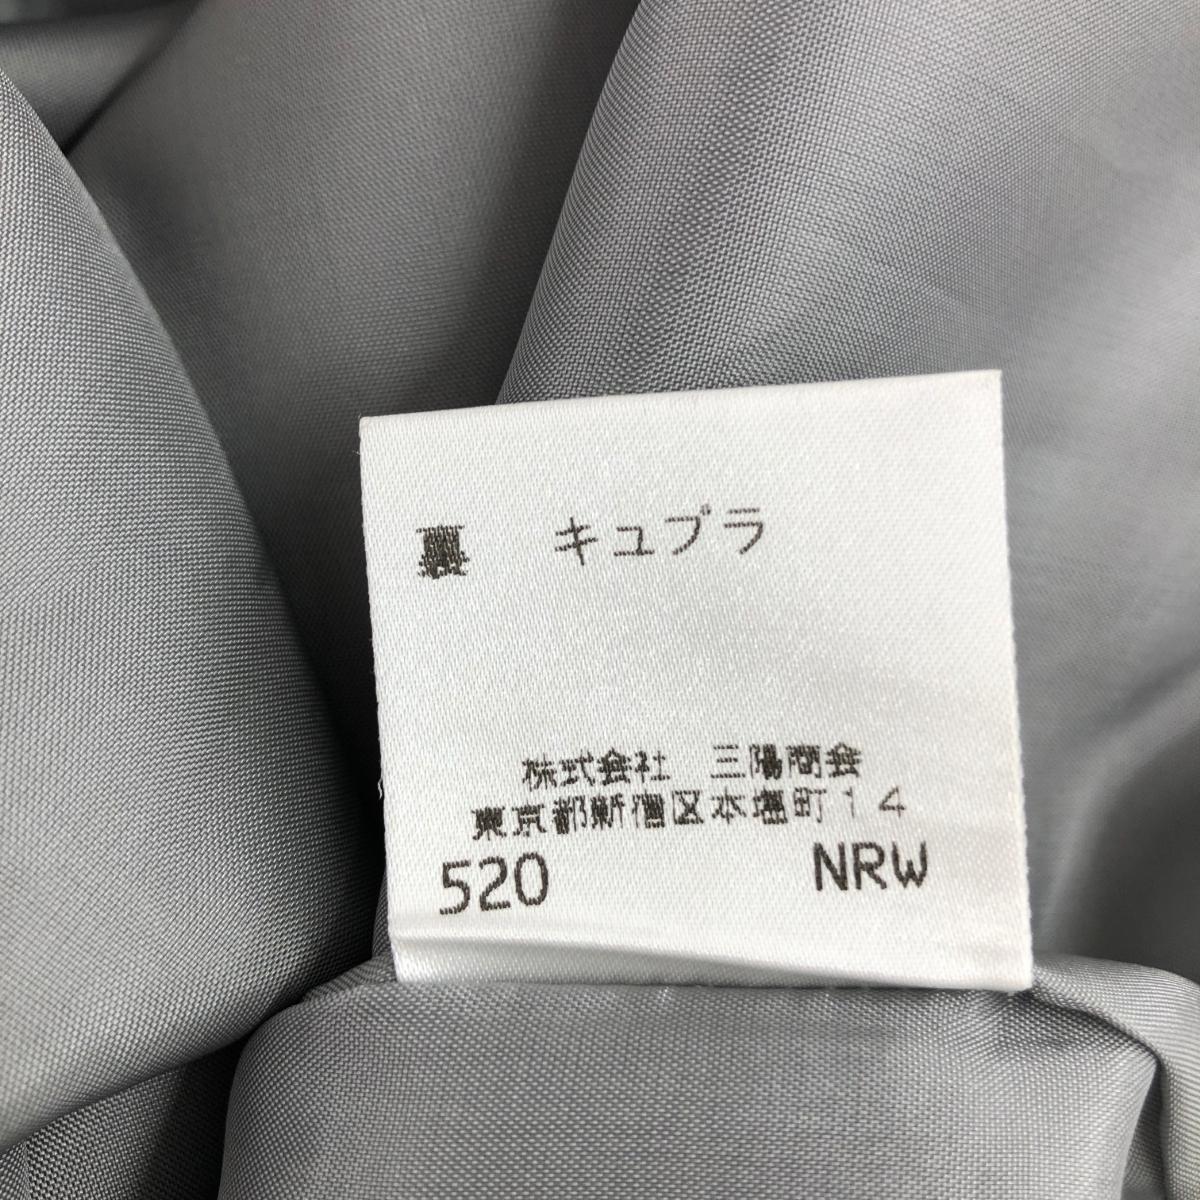 裏　キュプラ
株式会社　三陽商会
東京都新宿区本塩町１４
520　NRW